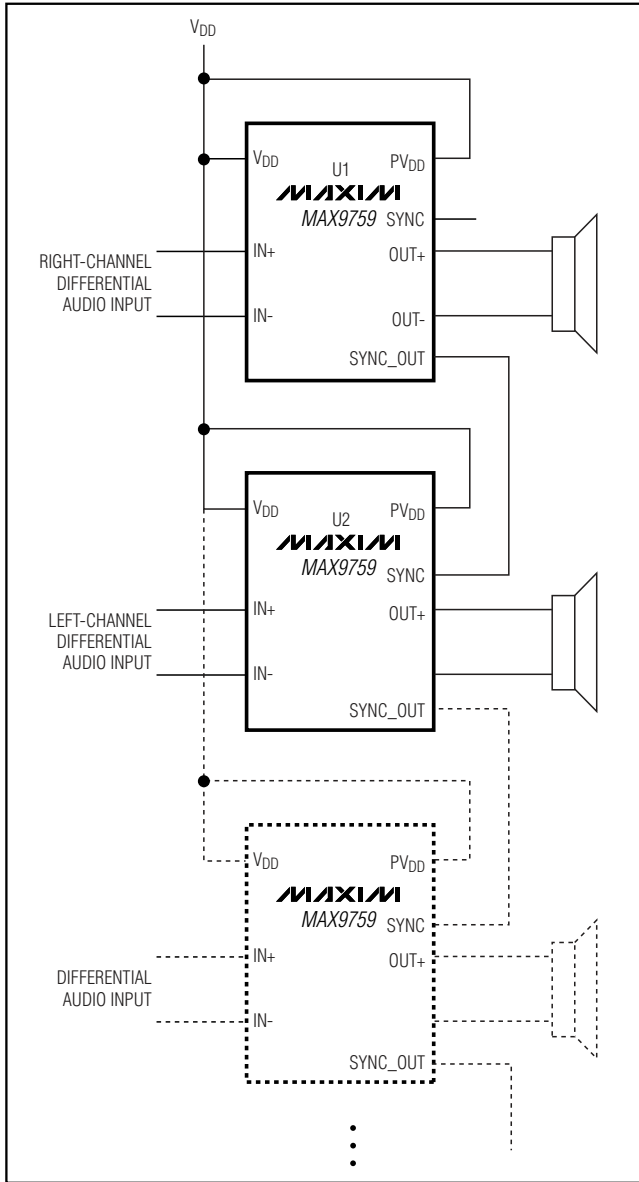 VDD
VDD
U1
PVDD
MAXIM
MAX9759
SYNC
RIGHT-CHANNEL
DIFFERENTIAL
AUDIO INPUT
IN+
OUT+
IN-
OUT-
SYNC_OUT
VDD
U2
PVDD
MAXIM
MAX9759
SYNC
LEFT-CHANNEL
DIFFERENTIAL
AUDIO INPUT
IN+
OUT+
IN-
SYNC_OUT
VDD
PVDD
MAXIM
MAX9759
SYNC
DIFFERENTIAL
AUDIO INPUT
IN+
OUT+
IN-
SYNC_OUT